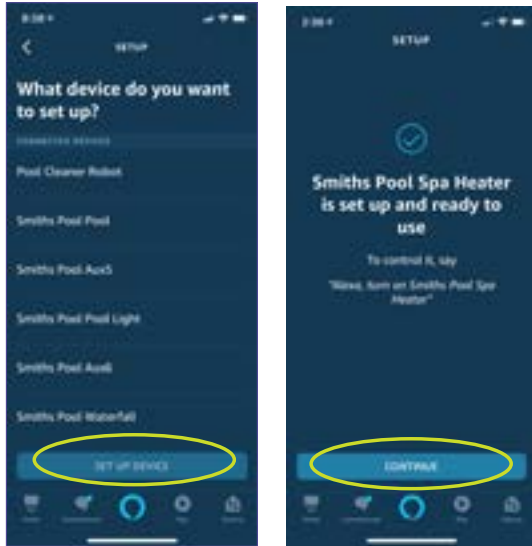 SETUP
What device do you want
to set up?
CONNECTED DEVICES
Pool Cleaner Robot
Smiths Pool Pool
Smiths Pool Aux5
Smiths Pool Pool Light
Smiths Pool Aux6
Smiths Pool Waterfall
SET UP DEVICE
SETUP
Smiths Pool Spa Heater
is set up and ready to
use
To control it, say
"Alexa, turn on Smiths Pool Spa
Heater"
CONTINUE